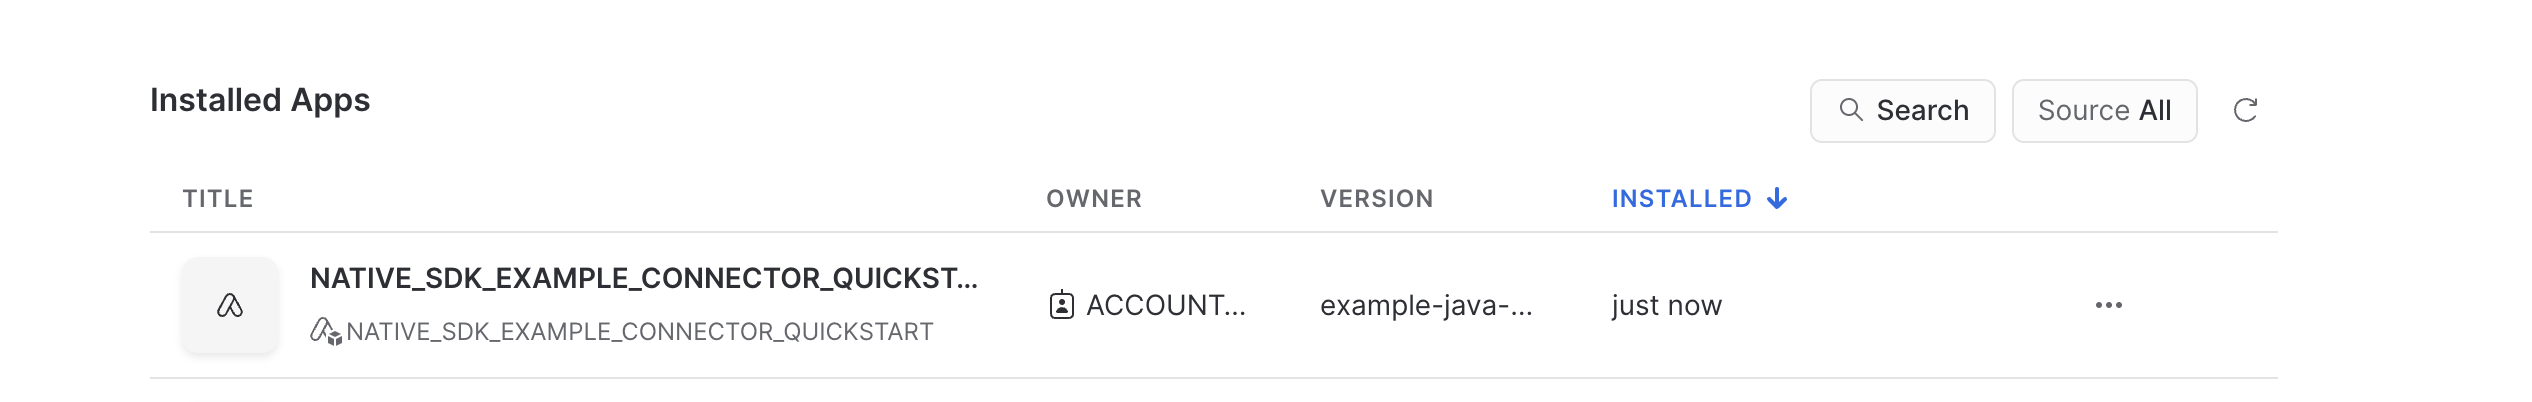 Installed Apps
Search
Source All
TITLE
OWNER
VERSION
INSTALLED
NATIVE_SDK_EXAMPLE_CONNECTOR_QUICKST...
NATIVE_SDK_EXAMPLE_CONNECTOR_QUICKSTART
ACCOUNT...
example-java-...
just now